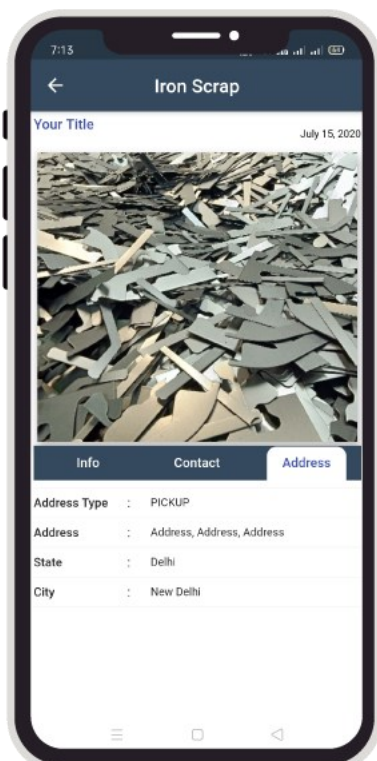 7:13
64
Iron Scrap
Your Title
July 15, 2020
Info Contact Address
Address Type : PICKUP
Address : Address, Address, Address
State : Delhi
City : New Delhi